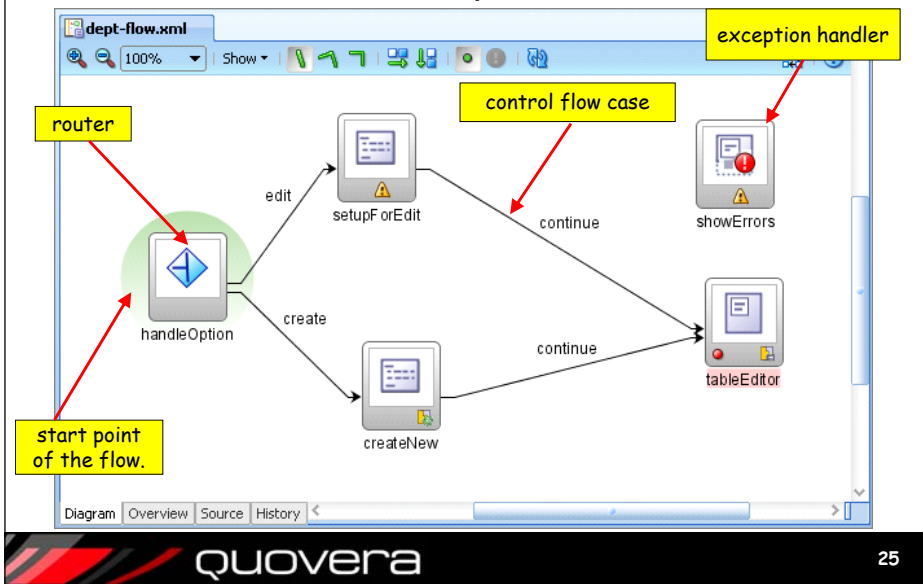 dept-flow.xml
exception handler
100%
Show
control flow case
router
edit
setupForEdit
continue
showErrors
handleOption
create
continue
tableEditor
createNew
start point
of the flow.
Diagram
Overview
Source
History
quovera
25